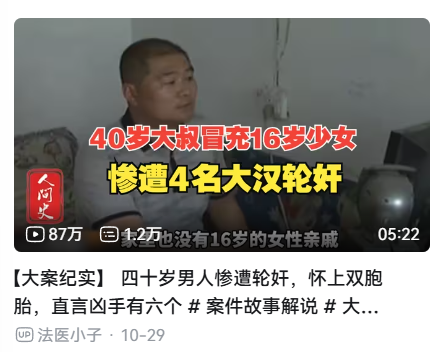 40岁大叔冒充16岁少女
惨遭4名大汉轮奸
人间史
家里也没有16岁的女性亲戚
87万 1.2万 05:22
【大案纪实】 四十岁男人惨遭轮奸，怀上双胞
胎，直言凶手有六个 # 案件故事解说 # 大...
UP 法医小子 · 10-29